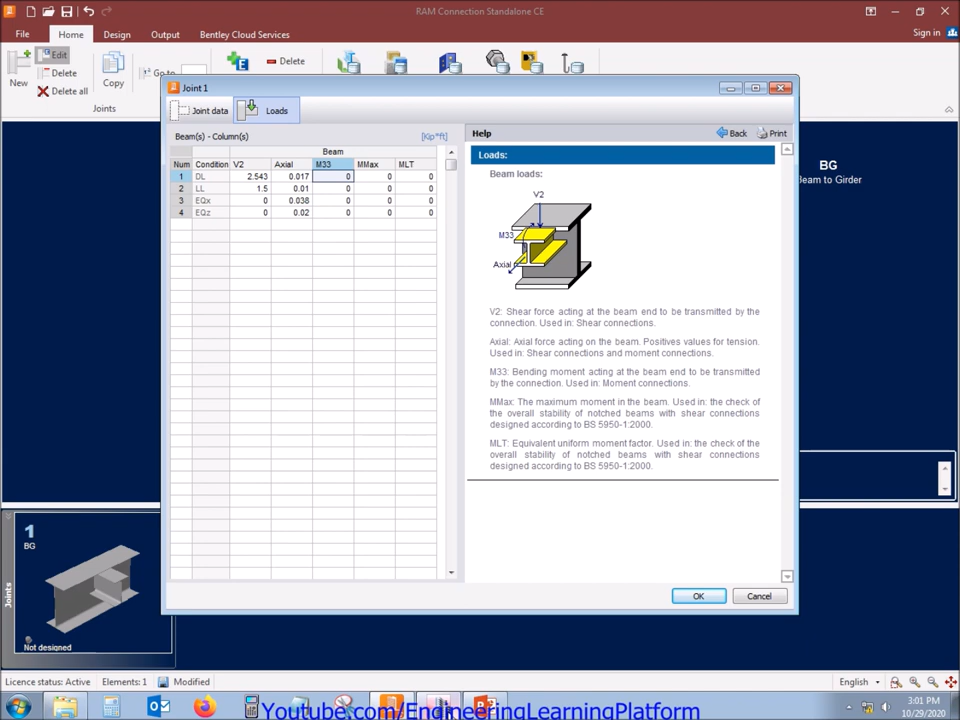 RAM Connection Standalone CE
File Home Design Output Bentley Cloud Services Sign in
Edit
Delete
Delete all
New
Copy
Go to
Delete
Joints
Joint 1
Joint data Loads
Beam(s) - Column(s) [Kip*ft]
Beam
Num Condition V2 Axial M33 MMax MLT
1 DL 2.543 0.017 0 0 0
2 LL 1.5 0.01 0 0 0
3 EQx 0 0.038 0 0 0
4 EQz 0 0.02 0 0 0
Help Back Print
Loads:
Beam loads:
V2
M33
Axial
V2: Shear force acting at the beam end to be transmitted by the
connection. Used in: Shear connections.
Axial: Axial force acting on the beam. Positives values for tension.
Used in: Shear connections and moment connections.
M33: Bending moment acting at the beam end to be transmitted
by the connection. Used in: Moment connections.
MMax: The maximum moment in the beam. Used in: the check of
the overall stability of notched beams with shear connections
designed according to BS 5950-1:2000.
MLT: Equivalent uniform moment factor. Used in: the check of the
overall stability of notched beams with shear connections
designed according to BS 5950-1:2000.
OK Cancel
BG
Beam to Girder
1
BG
Joints
Not designed
Licence status: Active Elements: 1 Modified English
3:01 PM
10/29/2020
Youtube.com/EngineeringLearningPlatform